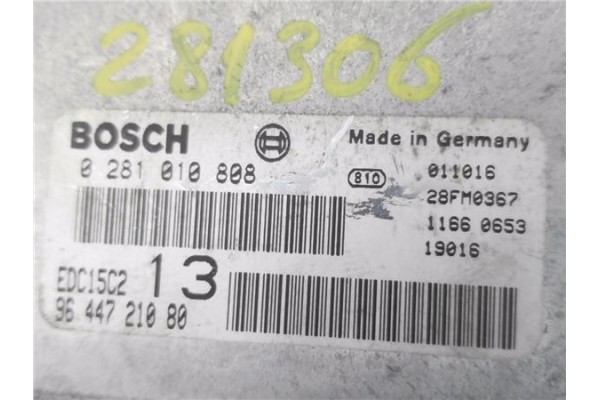 281306
BOSCH
Made in Germany
0 281 010 808
810
011016
28FM0367
1166 0653
19016
EDC15C2 13
96 447 210 80